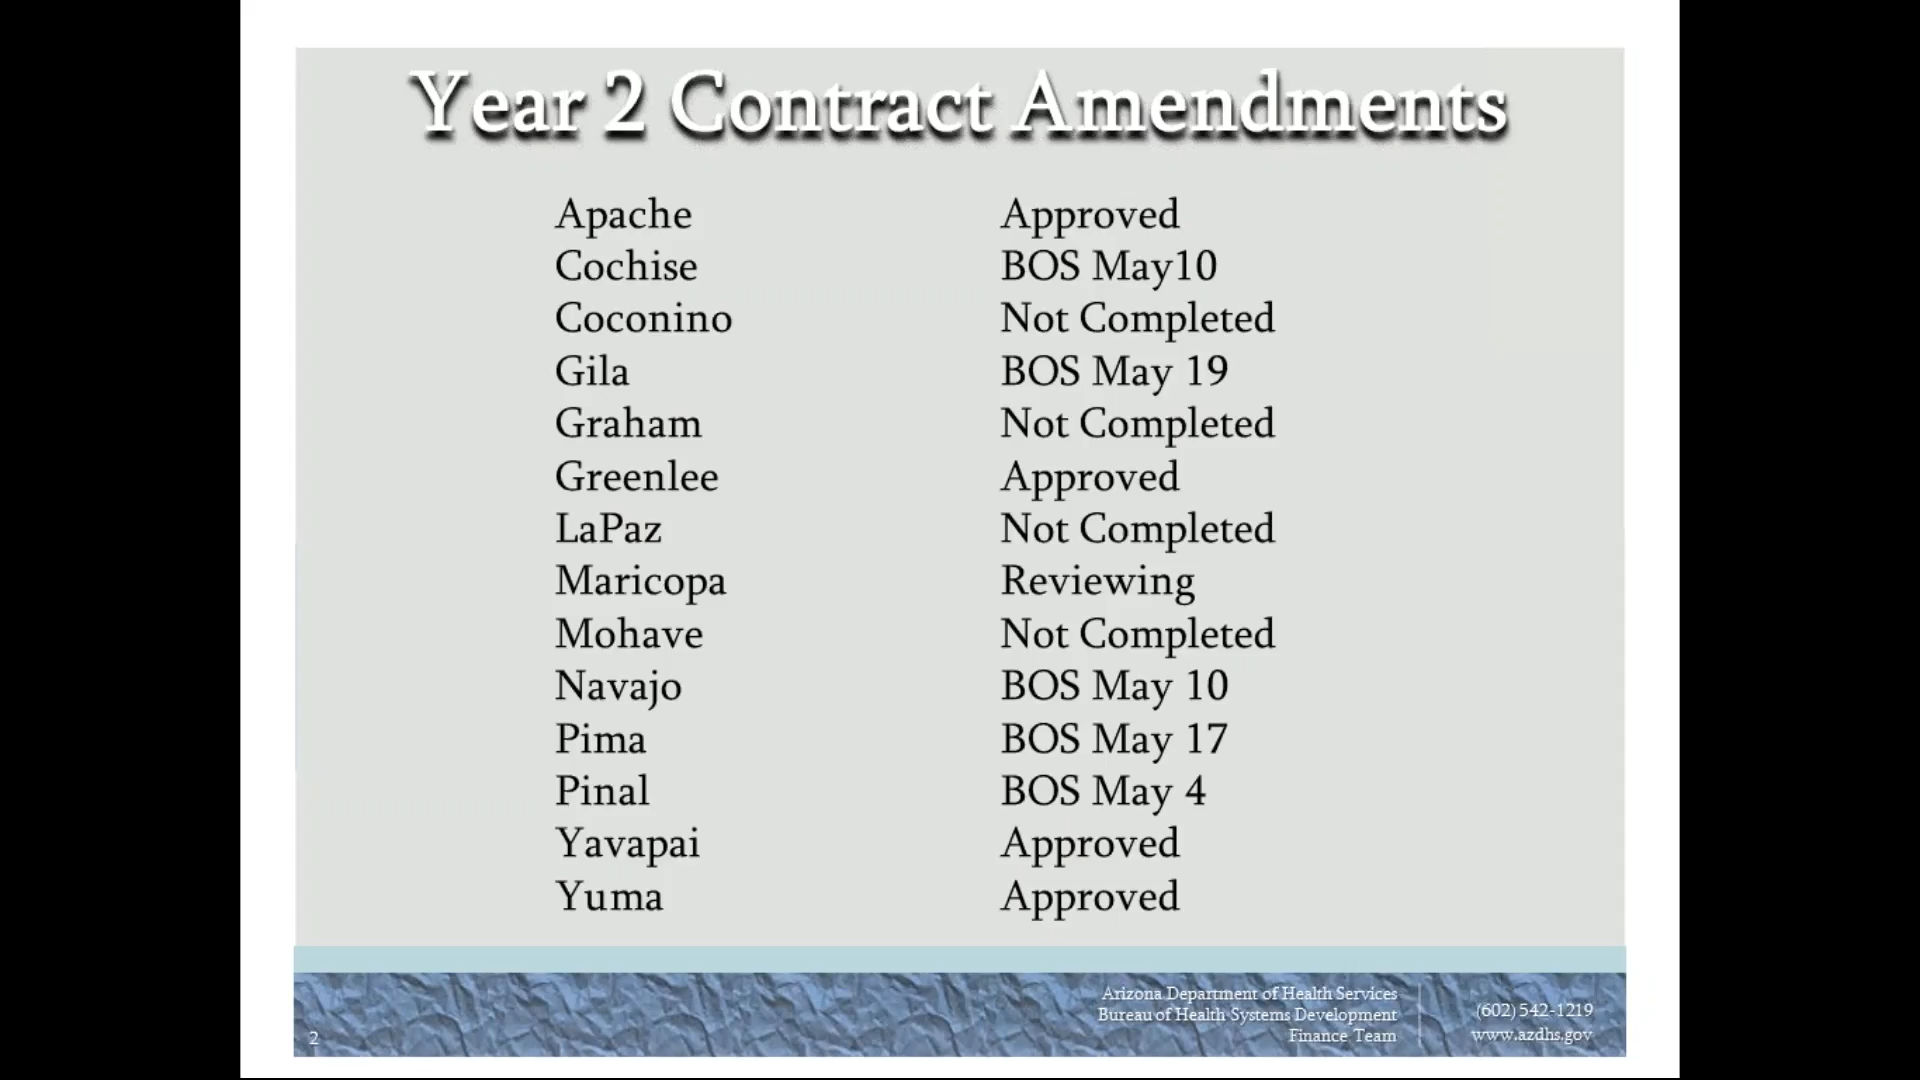 Year 2 Contract Amendments
Apache Approved
Cochise BOS May10
Coconino Not Completed
Gila BOS May 19
Graham Not Completed
Greenlee Approved
LaPaz Not Completed
Maricopa Reviewing
Mohave Not Completed
Navajo BOS May 10
Pima BOS May 17
Pinal BOS May 4
Yavapai Approved
Yuma Approved
Arizona Department of Health Services
Bureau of Health Systems Development
Finance Team
(602) 542-1219
www.azdhs.gov
2